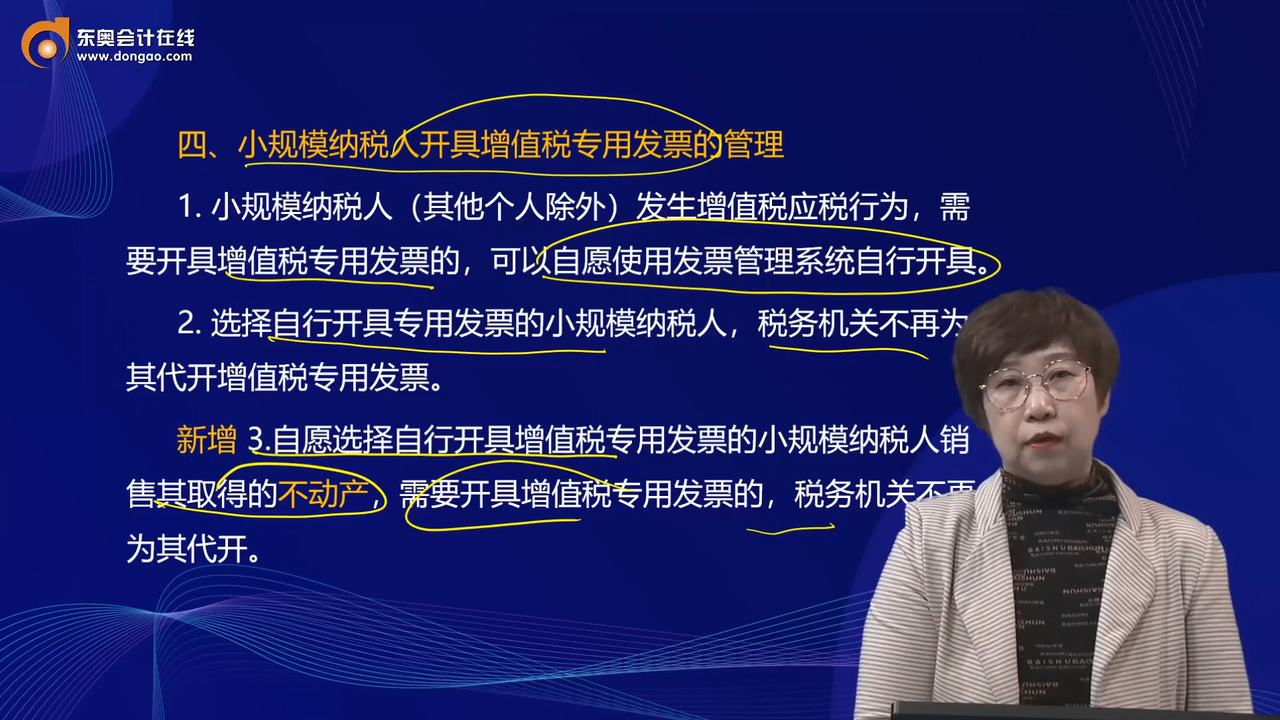 东奥会计在线
www.dongao.com
四、小规模纳税人开具增值税专用发票的管理
1. 小规模纳税人（其他个人除外）发生增值税应税行为，需
要开具增值税专用发票的，可以自愿使用发票管理系统自行开具。
2. 选择自行开具专用发票的小规模纳税人，税务机关不再为
其代开增值税专用发票。
新增 3.自愿选择自行开具增值税专用发票的小规模纳税人销
售其取得的不动产，需要开具增值税专用发票的，税务机关不再
为其代开。
BAISHUN
BAISHUBAISHUN
BAISHUN
BAISHUN
BAISHUBA